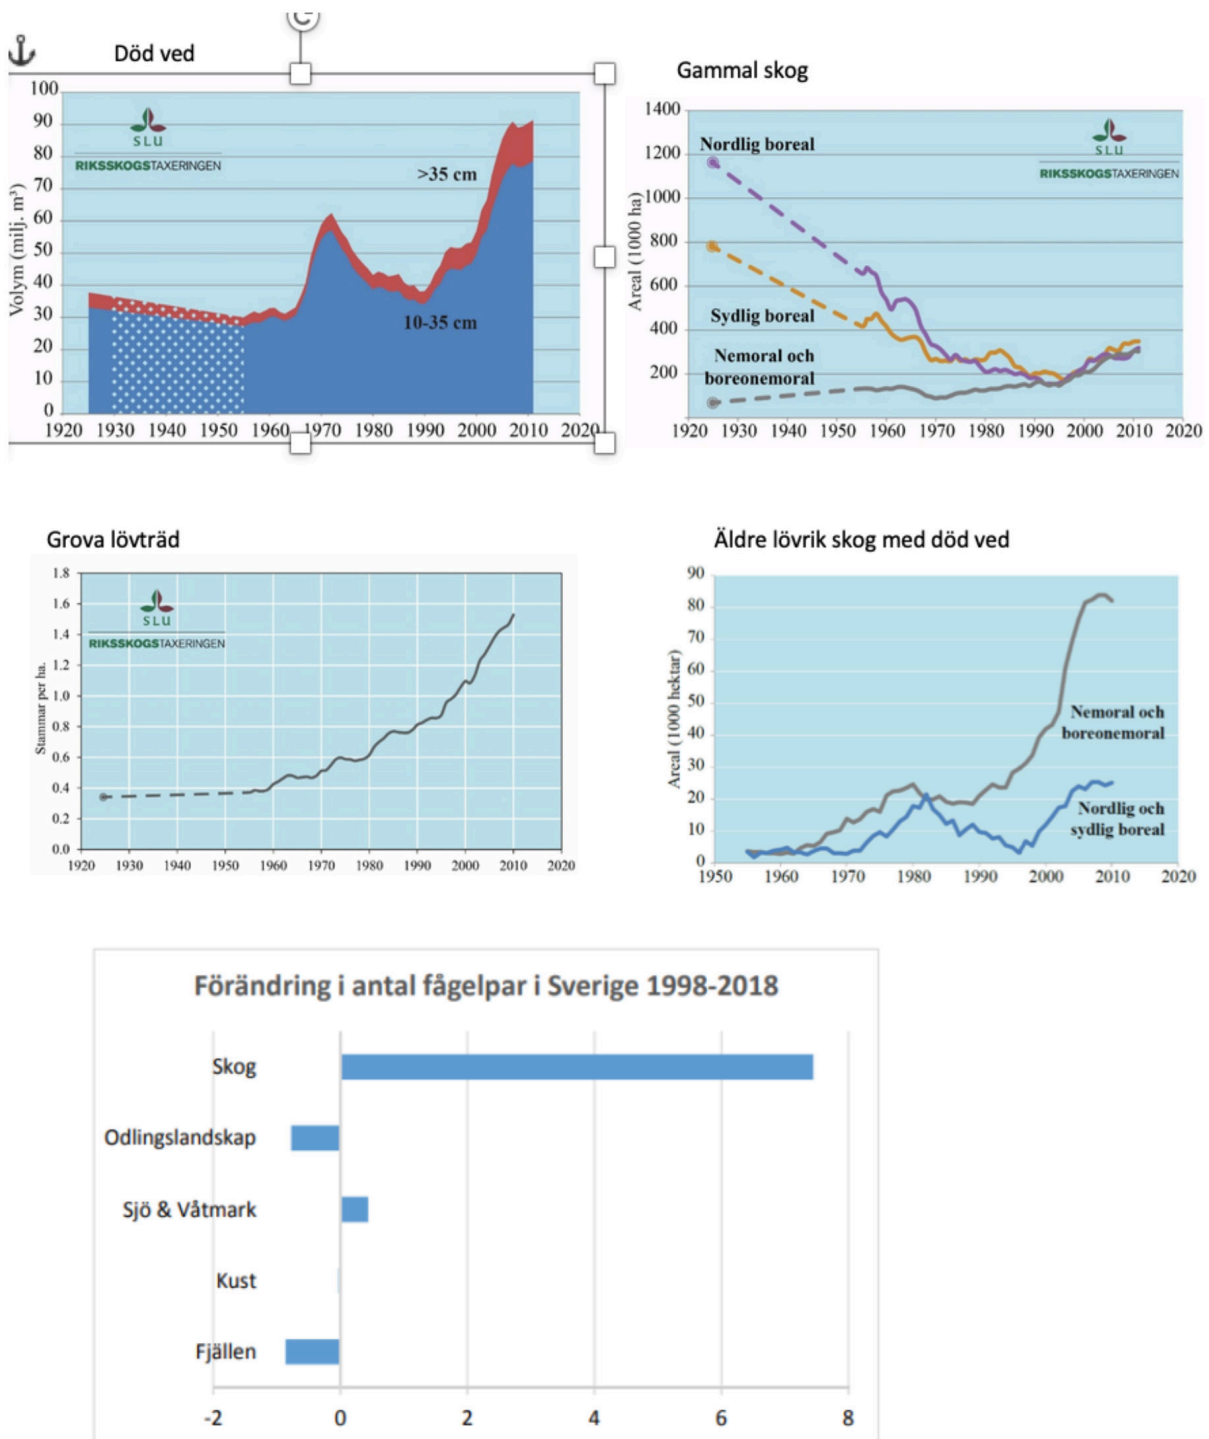 Död ved
100
90
80
70
60
50
40
30
20
10
0
Volym (milj. m³)
SLU
RIKSSKOGSTAXERINGEN
>35 cm
10-35 cm
1920 1930 1940 1950 1960 1970 1980 1990 2000 2010 2020
Gammal skog
1400
1200
1000
800
600
400
200
Areal (1000 ha)
Nordlig boreal
SLU
RIKSSKOGSTAXERINGEN
Sydlig boreal
Nemoral och
boreonemoral
1920 1930 1940 1950 1960 1970 1980 1990 2000 2010 2020
Grova lövträd
1.8
1.6
1.4
1.2
1.0
0.8
0.6
0.4
0.2
0.0
Stammar per ha.
SLU
RIKSSKOGSTAXERINGEN
1920 1930 1940 1950 1960 1970 1980 1990 2000 2010 2020
Äldre lövrik skog med död ved
90
80
70
60
50
40
30
20
10
0
Areal (1000 hektar)
Nemoral och
boreonemoral
Nordlig och
sydlig boreal
1950 1960 1970 1980 1990 2000 2010 2020
Förändring i antal fågelpar i Sverige 1998-2018
Skog
Odlingslandskap
Sjö & Våtmark
Kust
Fjällen
-2 0 2 4 6 8